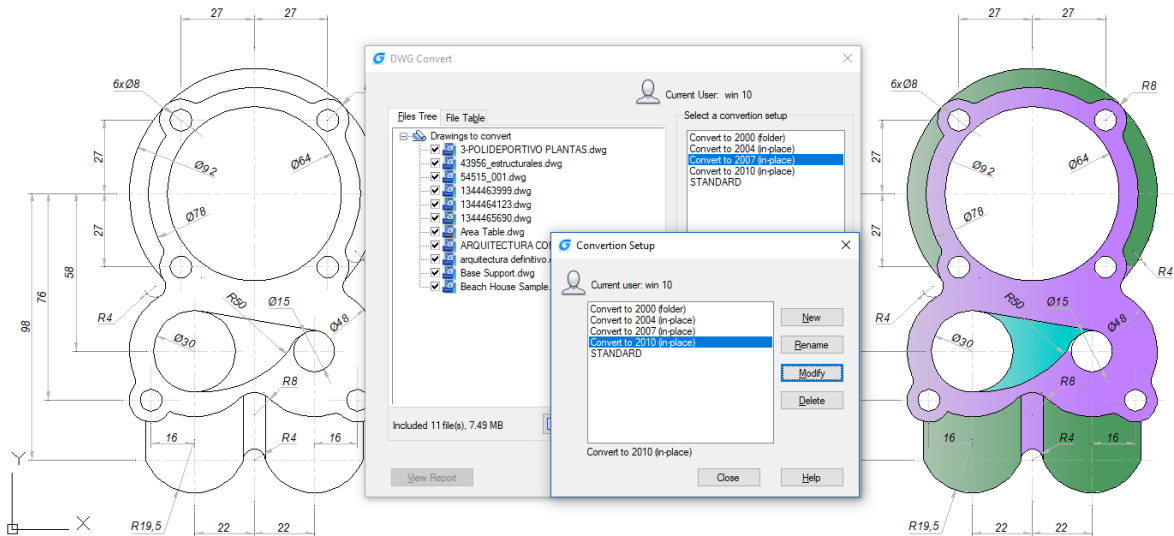 27
27
6xØ8
27
Ø92
Ø64
Ø78
27
58
76
98
R4
R50
Ø15
Ø48
Ø30
R8
16
R4
16
R19,5
22
22
Y
X
DWG Convert
Current User: win 10
Files Tree
File Table
Drawings to convert
3-POLIDEPORTIVO PLANTAS.dwg
43956_estructurales.dwg
54515_001.dwg
1344463999.dwg
1344464123.dwg
1344465690.dwg
Area Table.dwg
arquitectura definitivo.
Base Support.dwg
Beach House Sample.
Included 11 file(s), 7.49 MB
View Report
Select a convertion setup
Convert to 2000 (folder)
Convert to 2004 (in-place)
Convert to 2007 (in-place)
Convert to 2010 (in-place)
STANDARD
Convertion Setup
Current user: win 10
Convert to 2000 (folder)
Convert to 2004 (in-place)
Convert to 2007 (in-place)
Convert to 2010 (in-place)
STANDARD
New
Rename
Modify
Delete
Convert to 2010 (in-place)
Close
Help
27
27
6xØ8
R8
27
Ø92
Ø64
Ø78
27
R4
R50
Ø15
R4
Ø48
Ø30
R8
16
R4
16
R19,5
22
22